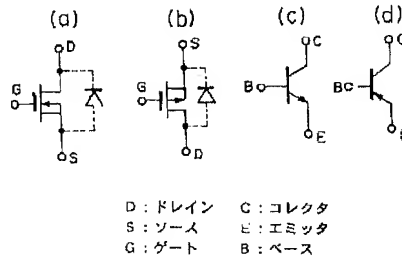 (a) (b) (c) (d)
D S C C
G G B B
S D E
D:ドレイン C:コレクタ
S:ソース E:エミッタ
G:ゲート B:ベース